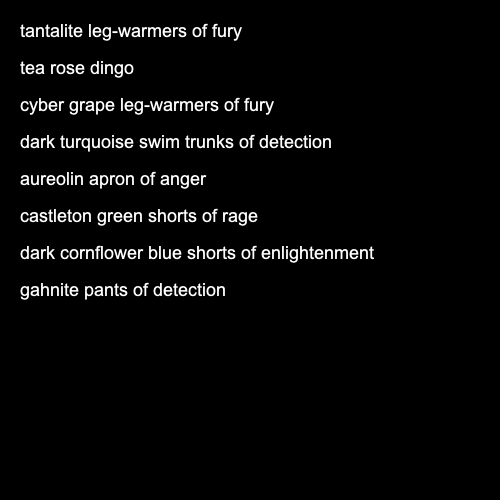 tantalite leg-warmers of fury
tea rose dingo
cyber grape leg-warmers of fury
dark turquoise swim trunks of detection
aureolin apron of anger
castleton green shorts of rage
dark cornflower blue shorts of enlightenment
gahnite pants of detection